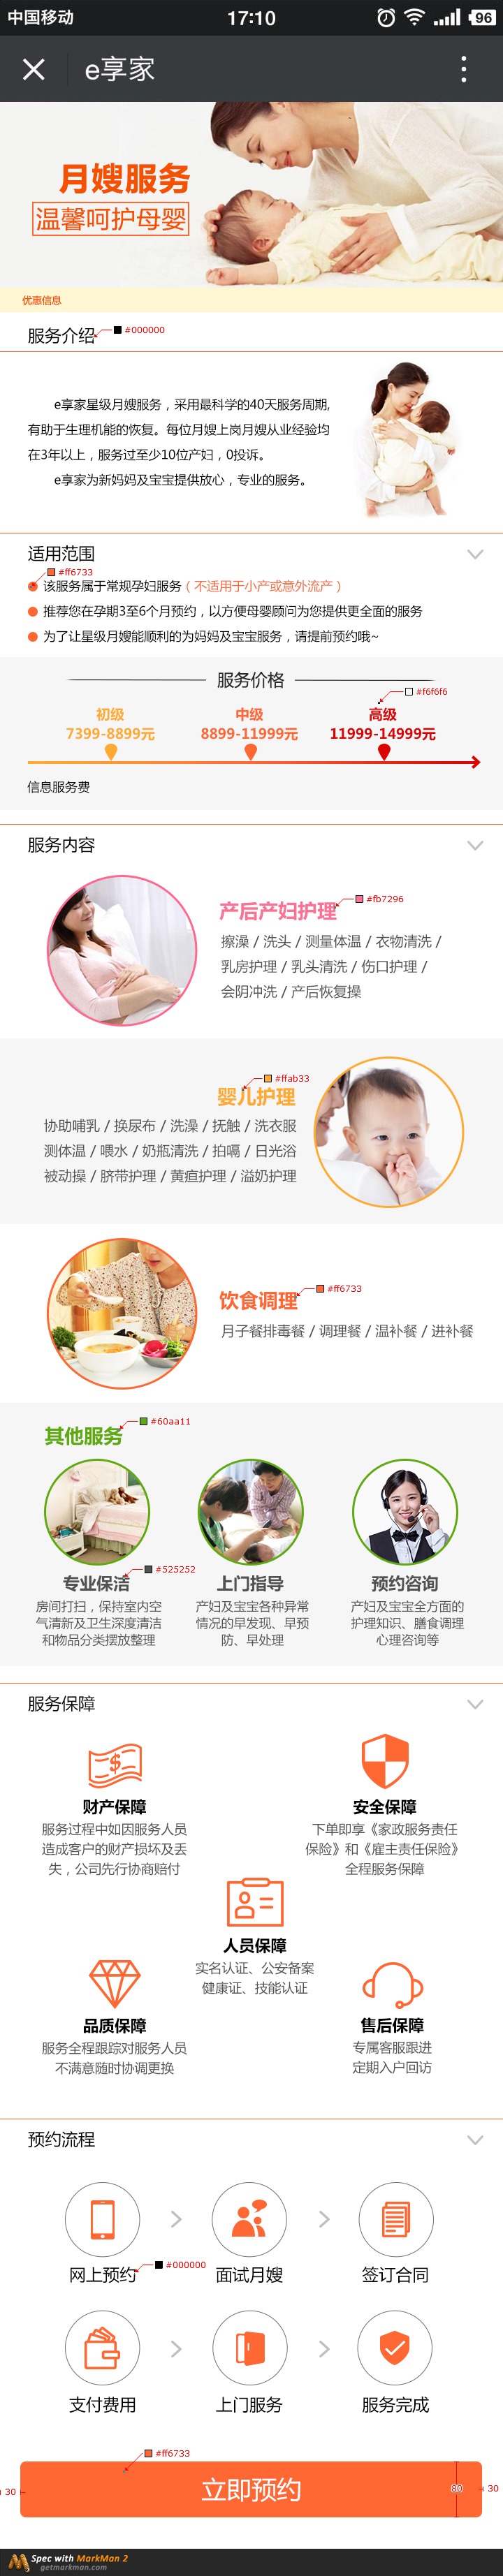 中国移动 17:10 96
e享家
月嫂服务
温馨呵护母婴
优惠信息
服务介绍 #000000
e享家星级月嫂服务，采用最科学的40天服务周期,
有助于生理机能的恢复。每位月嫂上岗月嫂从业经验均
在3年以上，服务过至少10位产妇，0投诉。
e享家为新妈妈及宝宝提供放心，专业的服务。
适用范围
#ff6733
该服务属于常规孕妇服务（不适用于小产或意外流产）
推荐您在孕期3至6个月预约，以方便母婴顾问为您提供更全面的服务
为了让星级月嫂能顺利的为妈妈及宝宝服务，请提前预约哦~
服务价格
#f6f6f6
初级 中级 高级
7399-8899元 8899-11999元 11999-14999元
信息服务费
服务内容
#fb7296
产后产妇护理
擦澡 / 洗头 / 测量体温 / 衣物清洗 /
乳房护理 / 乳头清洗 / 伤口护理 /
会阴冲洗 / 产后恢复操
#ffab33
婴儿护理
协助哺乳 / 换尿布 / 洗澡 / 抚触 / 洗衣服
测体温 / 喂水 / 奶瓶清洗 / 拍嗝 / 日光浴
被动操 / 脐带护理 / 黄疸护理 / 溢奶护理
#ff6733
饮食调理
月子餐排毒餐 / 调理餐 / 温补餐 / 进补餐
#60aa11
其他服务
#525252
专业保洁 上门指导 预约咨询
房间打扫，保持室内空 产妇及宝宝各种异常 产妇及宝宝全方面的
气清新及卫生深度清洁 情况的早发现、早预 护理知识、膳食调理
和物品分类摆放整理 防、早处理 心理咨询等
服务保障
财产保障 安全保障
服务过程中如因服务人员 下单即享《家政服务责任
造成客户的财产损坏及丢 保险》和《雇主责任保险》
失，公司先行协商赔付 全程服务保障
人员保障
实名认证、公安备案
健康证、技能认证
品质保障 售后保障
服务全程跟踪对服务人员 专属客服跟进
不满意随时协调更换 定期入户回访
预约流程
#000000
网上预约 面试月嫂 签订合同
支付费用 上门服务 服务完成
#ff6733
30 立即预约 80 30
Spec with MarkMan 2
getmarkman.com